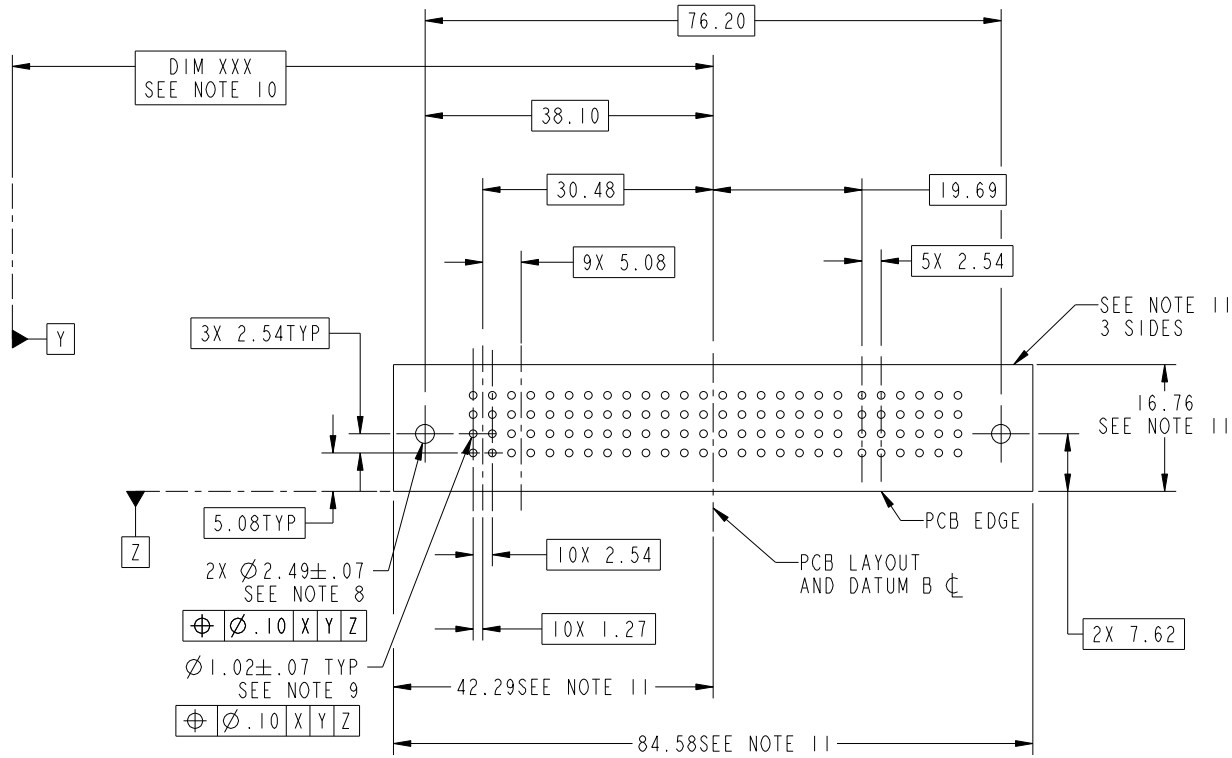 76.20
DIM XXX
SEE NOTE 10
38.10
30.48
19.69
9X 5.08
5X 2.54
SEE NOTE 11
3 SIDES
Y
3X 2.54TYP
16.76
SEE NOTE 11
5.08TYP
PCB EDGE
Z
10X 2.54
PCB LAYOUT
AND DATUM B ℄
2X Ø2.49±.07
SEE NOTE 8
⌖ Ø.10 X Y Z
10X 1.27
2X 7.62
Ø1.02±.07 TYP
SEE NOTE 9
⌖ Ø.10 X Y Z
42.29SEE NOTE 11
84.58SEE NOTE 11